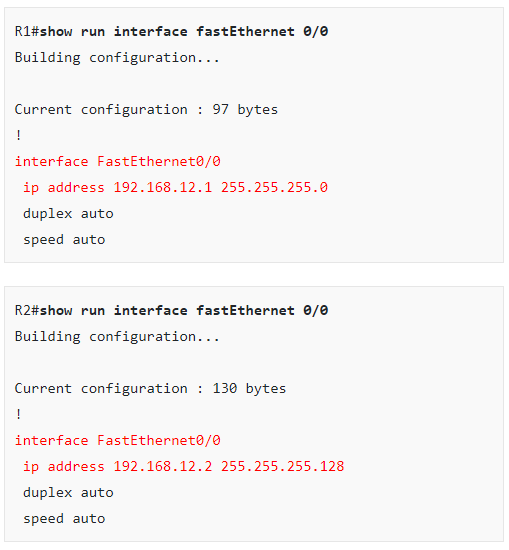 R1#show run interface fastEthernet 0/0
Building configuration...
Current configuration : 97 bytes
!
interface FastEthernet0/0
ip address 192.168.12.1 255.255.255.0
duplex auto
speed auto
R2#show run interface fastEthernet 0/0
Building configuration...
Current configuration : 130 bytes
!
interface FastEthernet0/0
ip address 192.168.12.2 255.255.255.128
duplex auto
speed auto